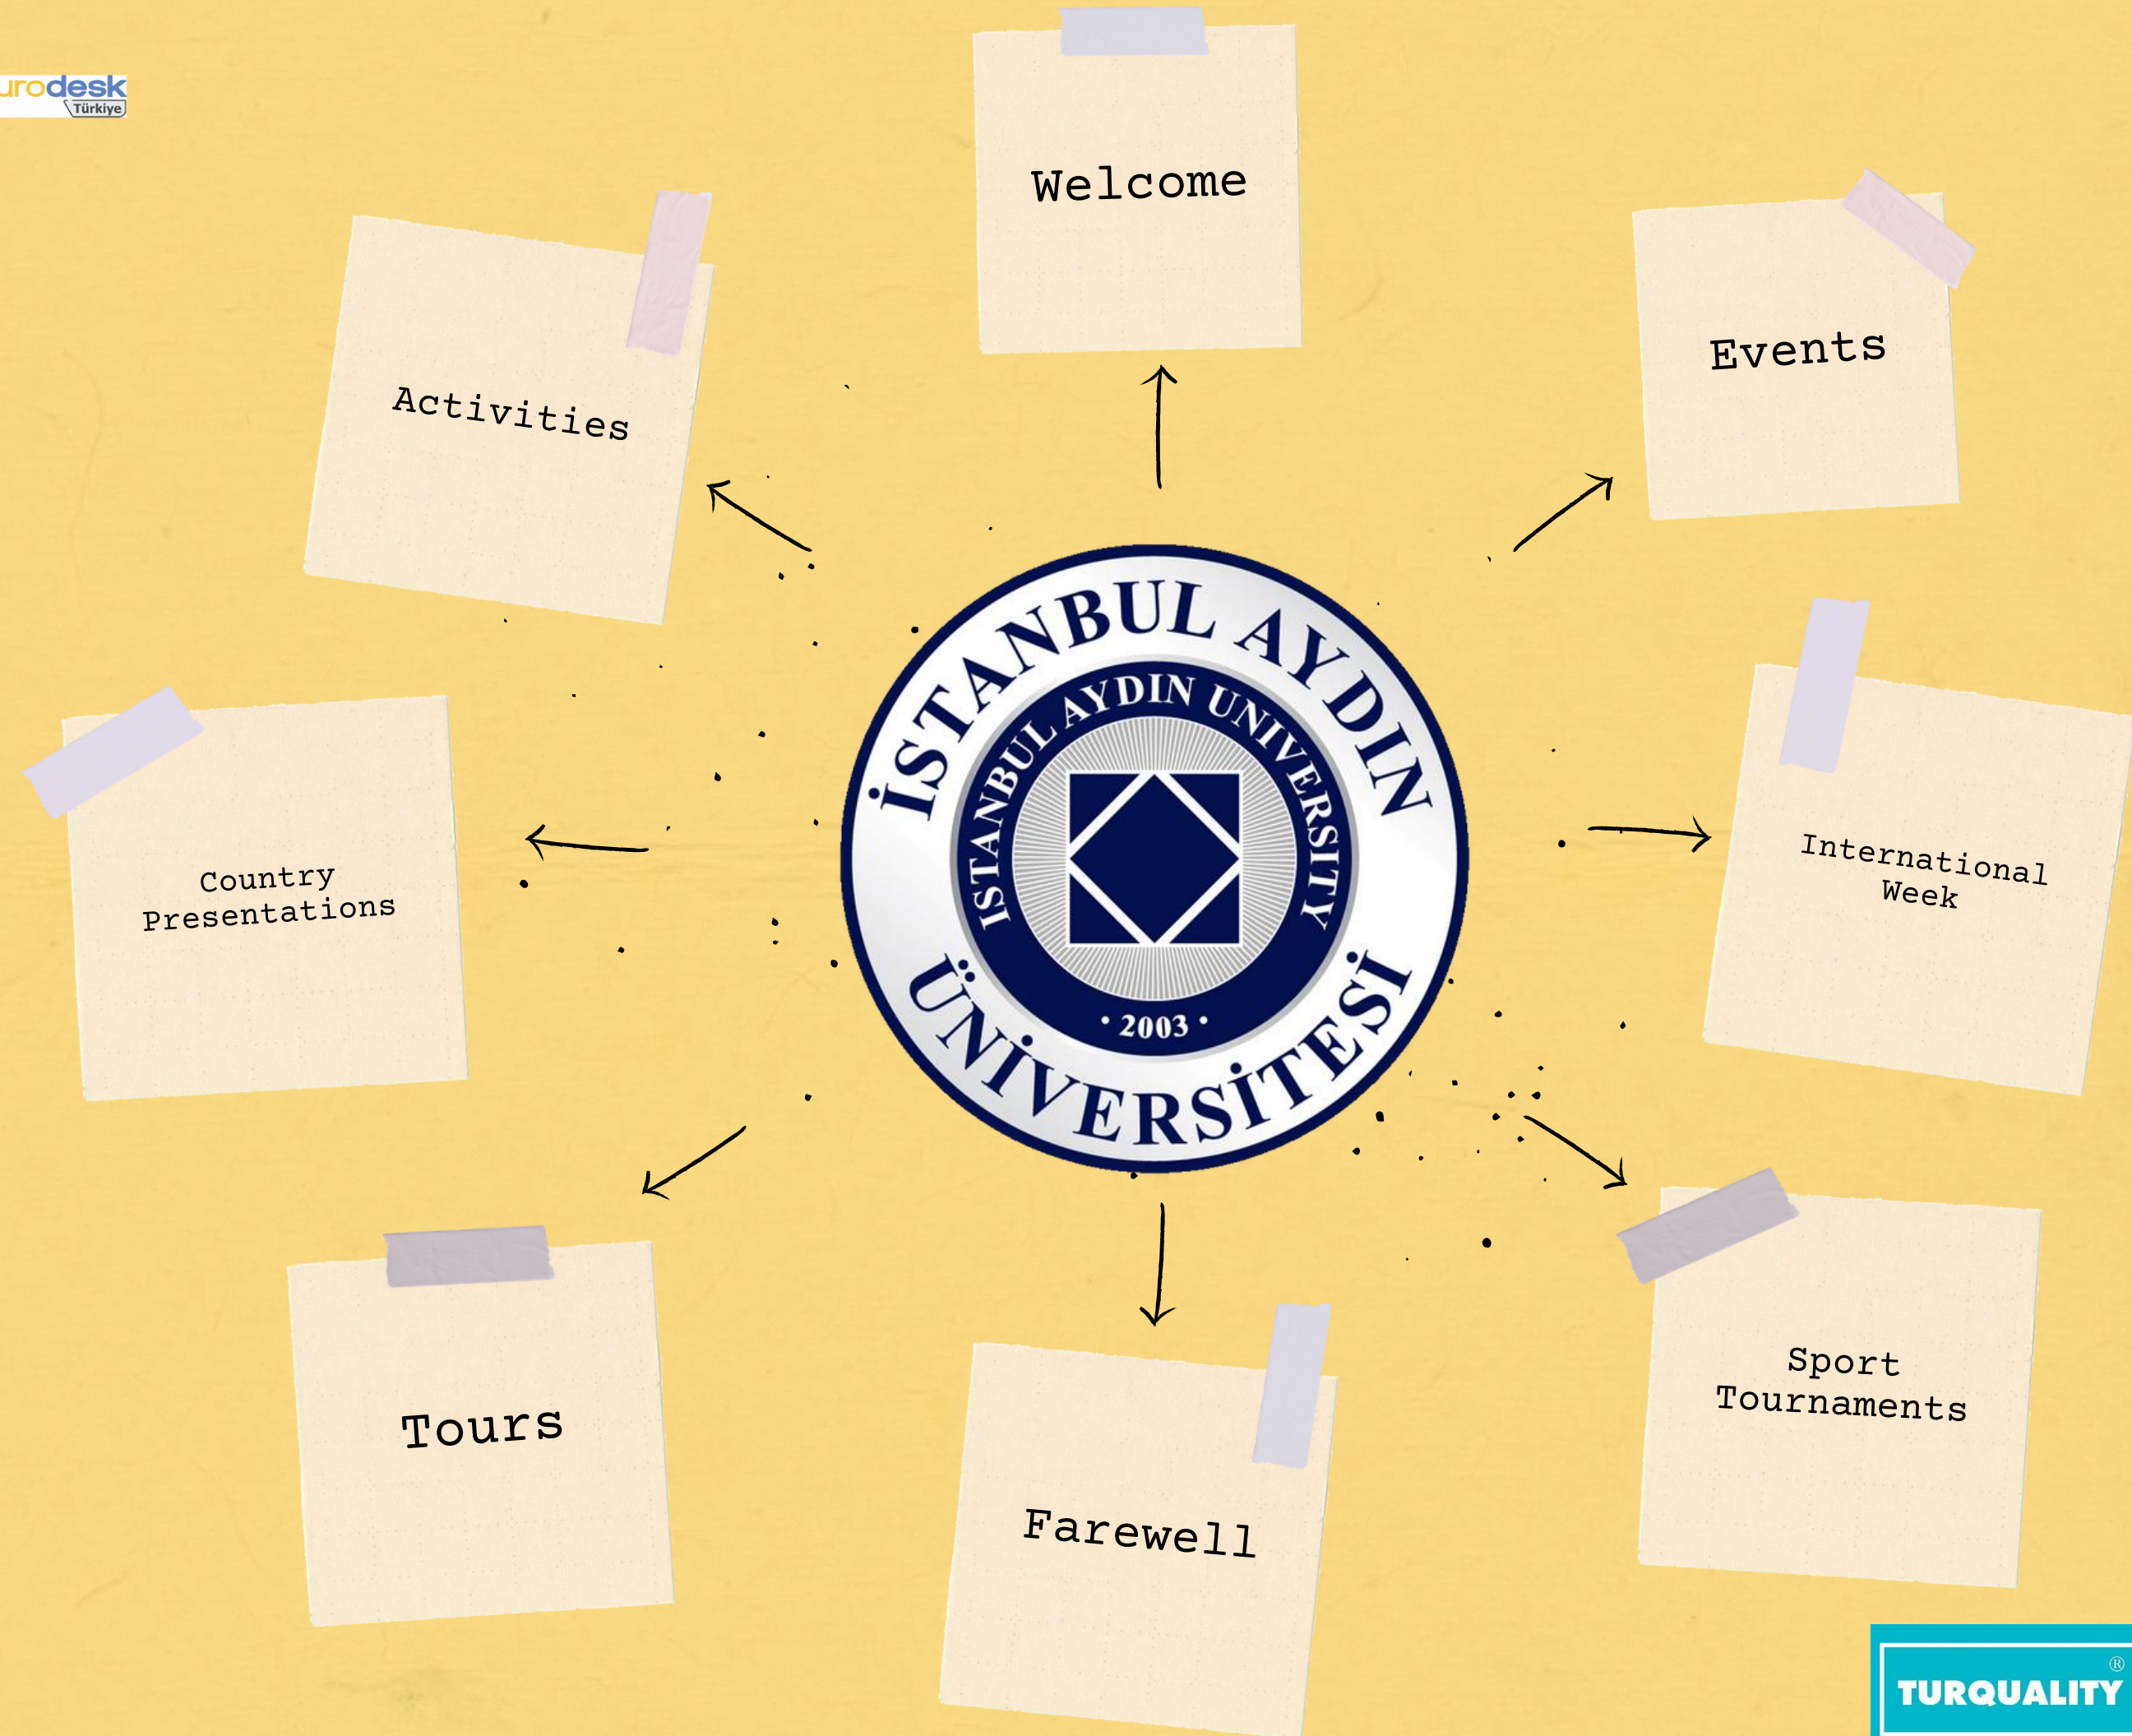 urodesk
Türkiye
Welcome
Events
Activities
İSTANBUL AYDIN
ÜNİVERSİTESİ
ISTANBUL AYDIN UNIVERSITY
• 2003 •
International
Week
Country
Presentations
Sport
Tournaments
Tours
Farewell
TURQUALITY®